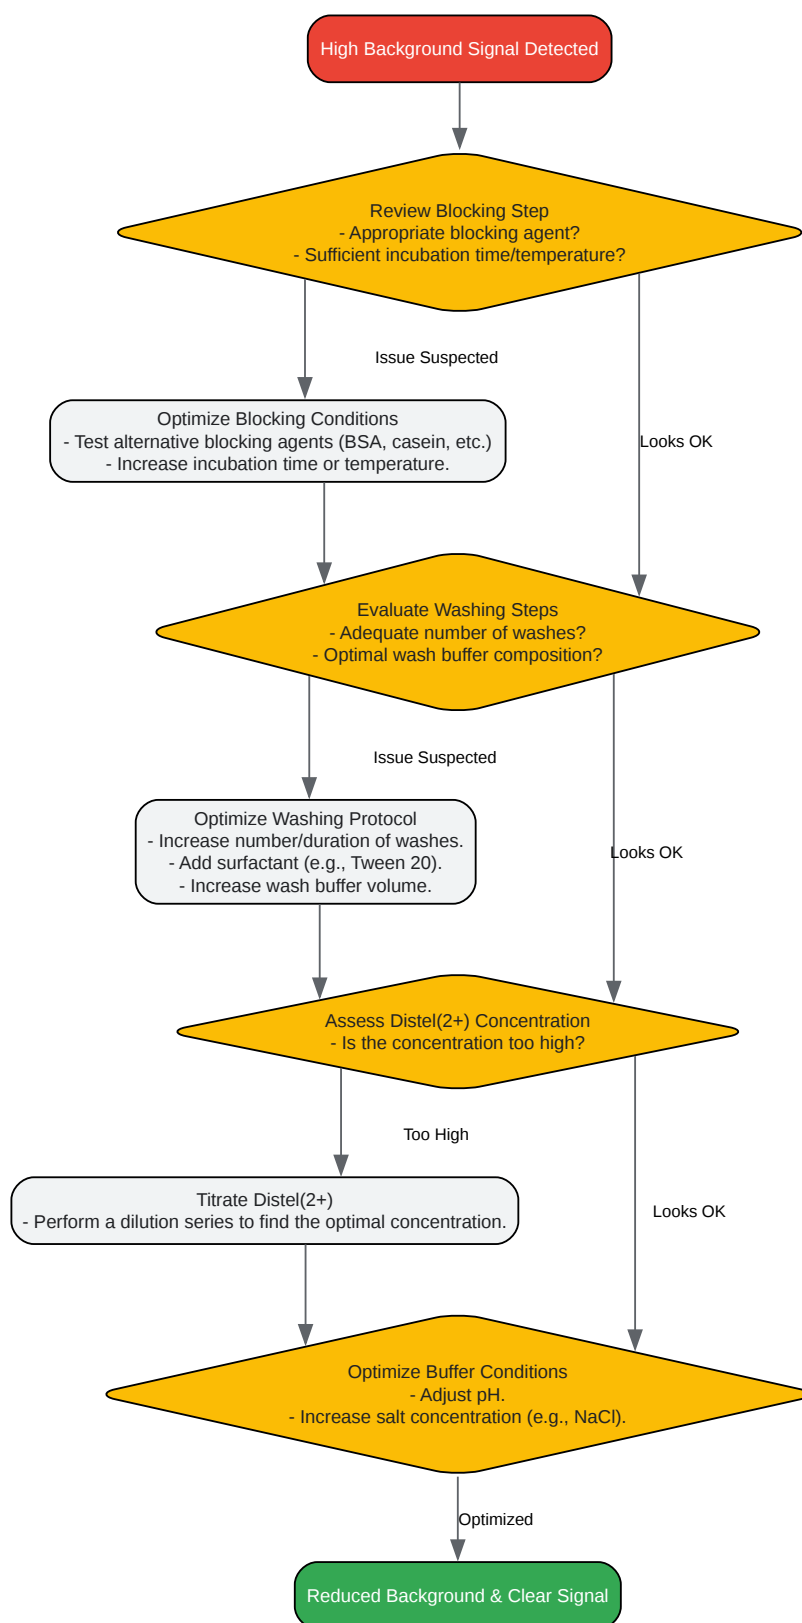 High Background Signal Detected
Review Blocking Step
- Appropriate blocking agent?
- Sufficient incubation time/temperature?
Issue Suspected
Optimize Blocking Conditions
- Test alternative blocking agents (BSA, casein, etc.)
- Increase incubation time or temperature.
Looks OK
Evaluate Washing Steps
- Adequate number of washes?
- Optimal wash buffer composition?
Issue Suspected
Optimize Washing Protocol
- Increase number/duration of washes.
- Add surfactant (e.g., Tween 20).
- Increase wash buffer volume.
Looks OK
Assess Distel(2+) Concentration
- Is the concentration too high?
Too High
Titrate Distel(2+)
- Perform a dilution series to find the optimal concentration.
Looks OK
Optimize Buffer Conditions
- Adjust pH.
- Increase salt concentration (e.g., NaCl).
Optimized
Reduced Background & Clear Signal